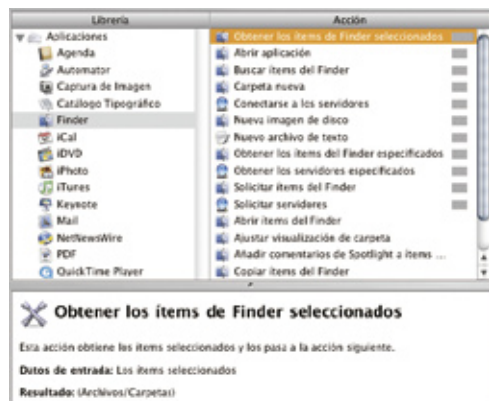 Librería
Acción
Aplicaciones
Agenda
Automator
Captura de Imagen
Catálogo Tipográfico
Finder
iCal
iDVD
iPhoto
iTunes
Keynote
Mail
NetNewsWire
PDF
QuickTime Player
Obtener los ítems de Finder seleccionados
Abrir aplicación
Buscar ítems del Finder
Carpeta nueva
Conectarse a los servidores
Nueva imagen de disco
Nuevo archivo de texto
Obtener los ítems del Finder especificados
Obtener los servidores especificados
Solicitar ítems del Finder
Solicitar servidores
Abrir ítems del Finder
Ajustar visualización de carpeta
Añadir comentarios de Spotlight a ítems ...
Copiar ítems del Finder
Obtener los ítems de Finder seleccionados
Esta acción obtiene los ítems seleccionados y los pasa a la acción siguiente.
Datos de entrada: Los ítems seleccionados
Resultado: (Archivos/Carpetas)